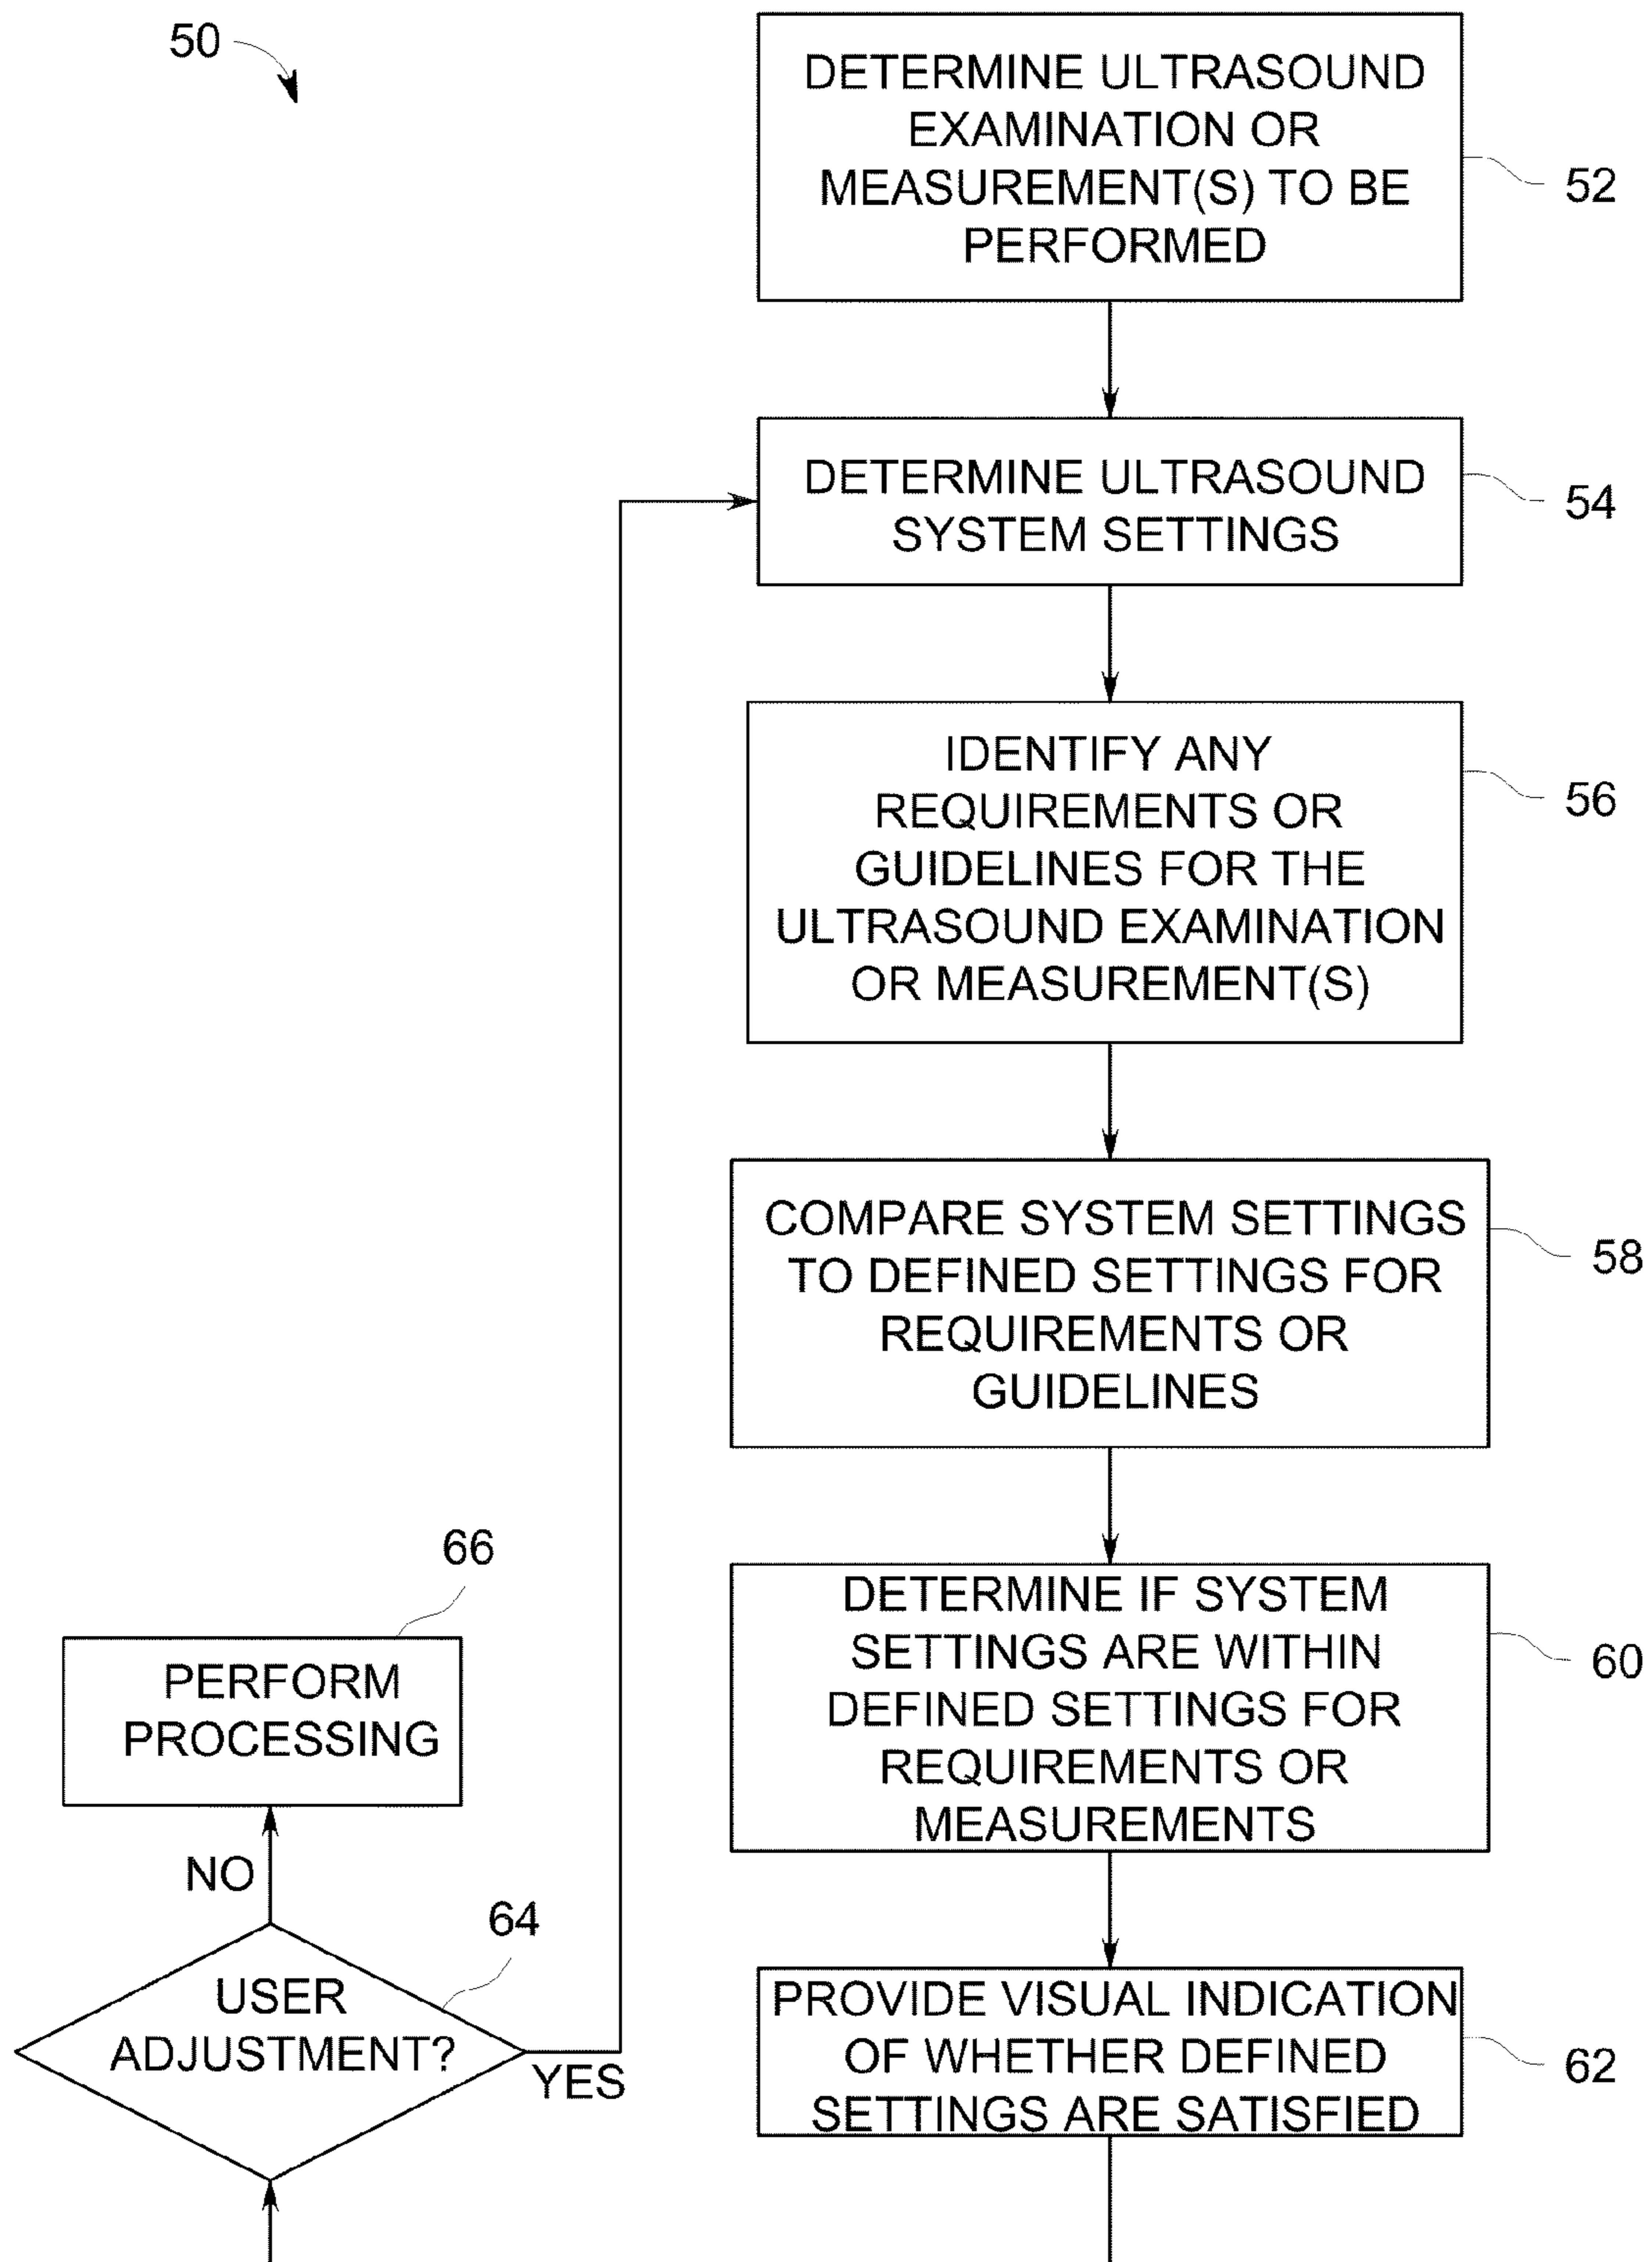 50
DETERMINE ULTRASOUND
EXAMINATION OR
MEASUREMENT(S) TO BE
PERFORMED
52
DETERMINE ULTRASOUND
SYSTEM SETTINGS
54
IDENTIFY ANY
REQUIREMENTS OR
GUIDELINES FOR THE
ULTRASOUND EXAMINATION
OR MEASUREMENT(S)
56
COMPARE SYSTEM SETTINGS
TO DEFINED SETTINGS FOR
REQUIREMENTS OR
GUIDELINES
58
DETERMINE IF SYSTEM
SETTINGS ARE WITHIN
DEFINED SETTINGS FOR
REQUIREMENTS OR
MEASUREMENTS
60
PROVIDE VISUAL INDICATION
OF WHETHER DEFINED
SETTINGS ARE SATISFIED
62
USER
ADJUSTMENT?
64
YES
NO
PERFORM
PROCESSING
66